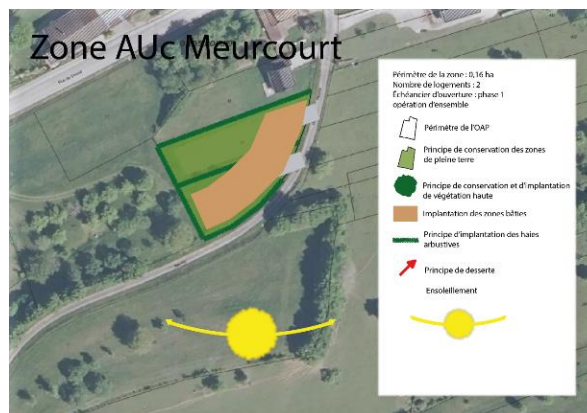 Zone AUc Meurcourt
Périmètre de la zone : 0,16 ha
Nombre de logements : 2
Échéancier d'ouverture : phase 1
opération d'ensemble
Périmètre de l'OAP
Principe de conservation des zones
de pleine terre
Principe de conservation et d'implantation
de végétation haute
Implantation des zones bâties
Principe d'implantation des haies
arbustives
Principe de desserte
Ensoleillement